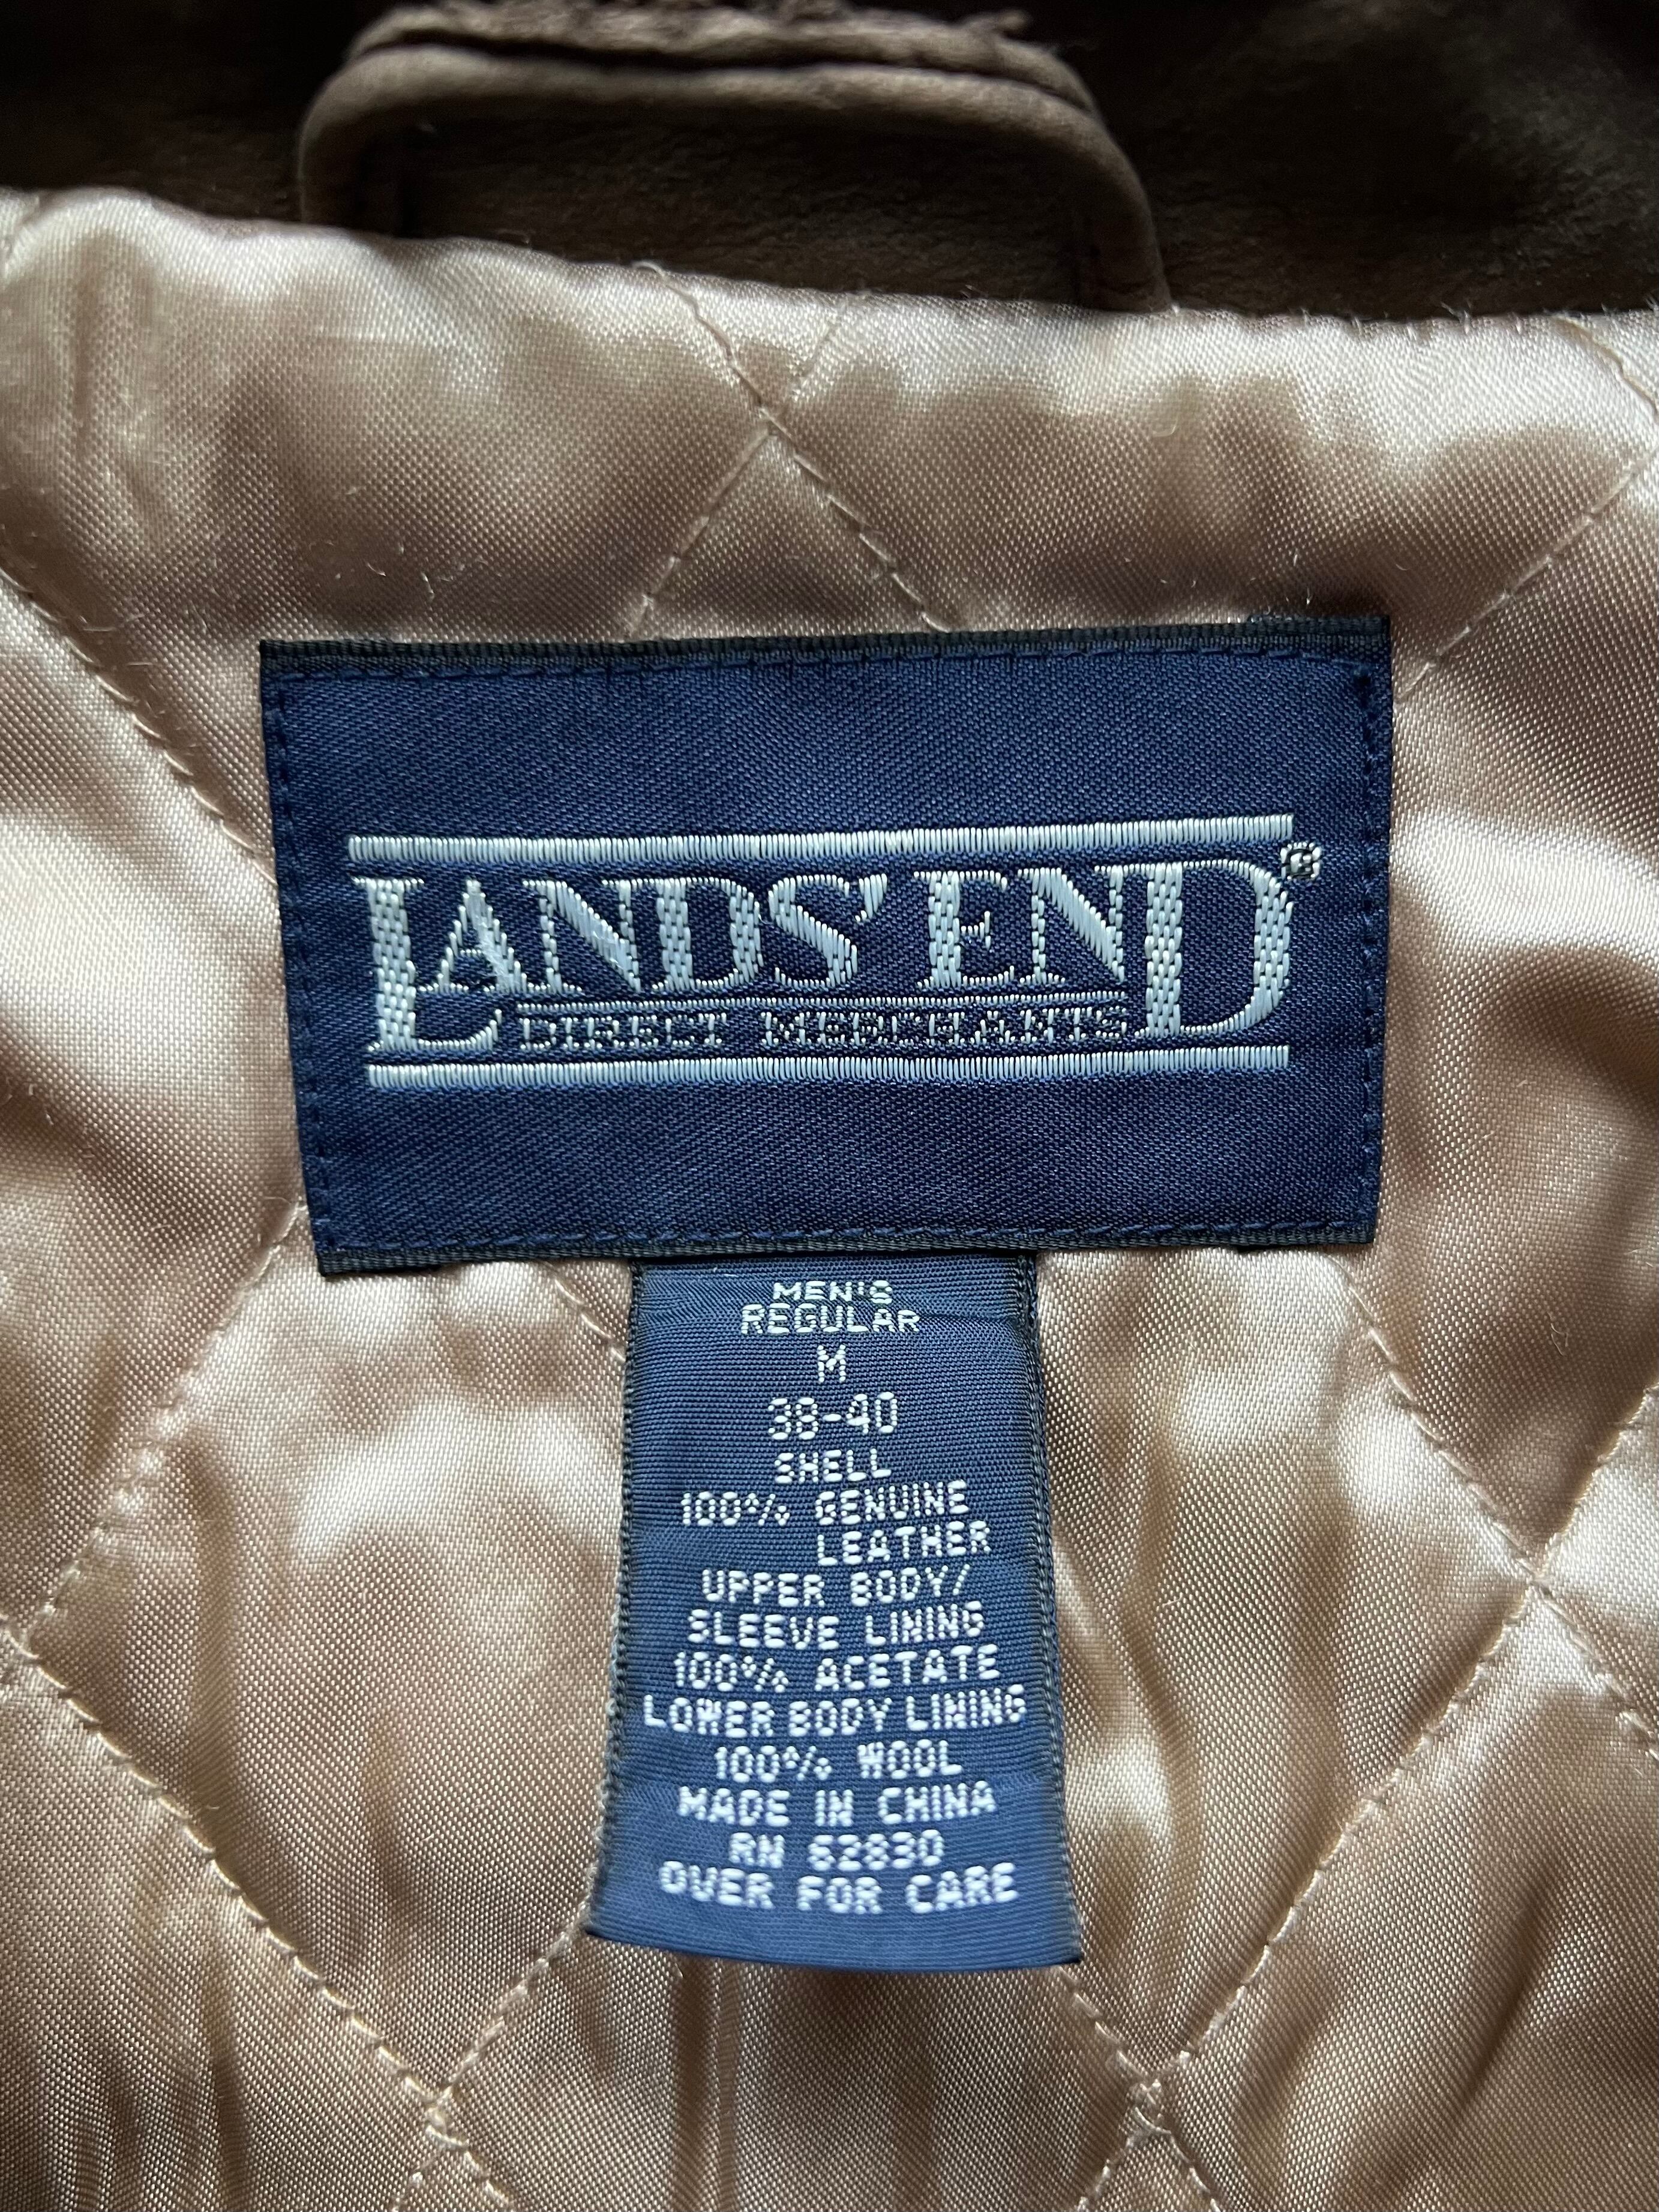 LANDS' END®
DIRECT MERCHANTS
MEN'S
REGULAR
M
38-40
SHELL
100% GENUINE
LEATHER
UPPER BODY/
SLEEVE LINING
100% ACETATE
LOWER BODY LINING
100% WOOL
MADE IN CHINA
RN 62830
OVER FOR CARE